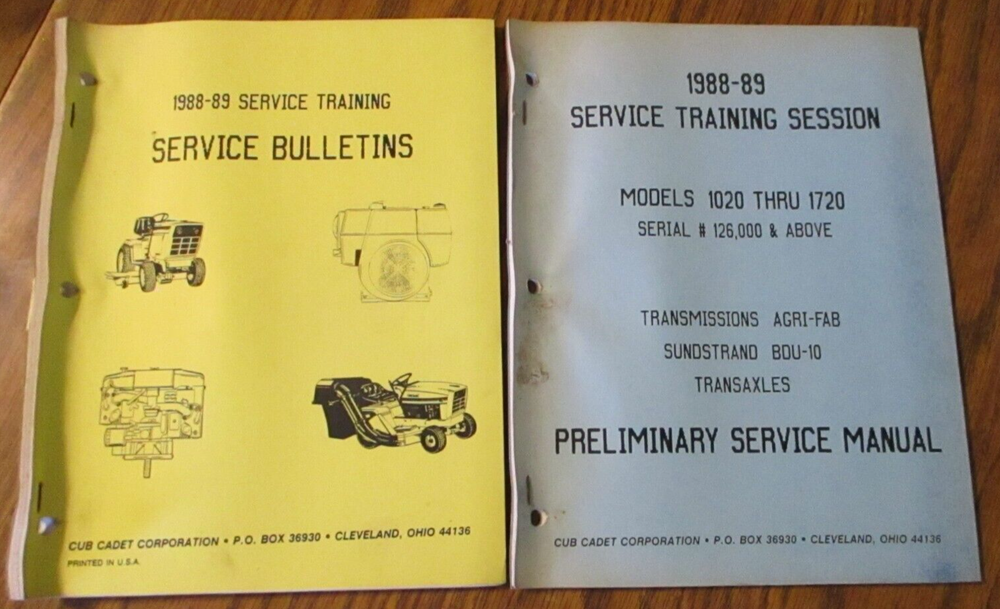 1988-89 SERVICE TRAINING
SERVICE BULLETINS
CUB CADET CORPORATION • P.O. BOX 36930 • CLEVELAND, OHIO 44136
PRINTED IN U.S.A.
1988-89
SERVICE TRAINING SESSION
MODELS 1020 THRU 1720
SERIAL # 126,000 & ABOVE
TRANSMISSIONS AGRI-FAB
SUNDSTRAND BDU-10
TRANSAXLES
PRELIMINARY SERVICE MANUAL
CUB CADET CORPORATION • P.O. BOX 36930 • CLEVELAND, OHIO 44136